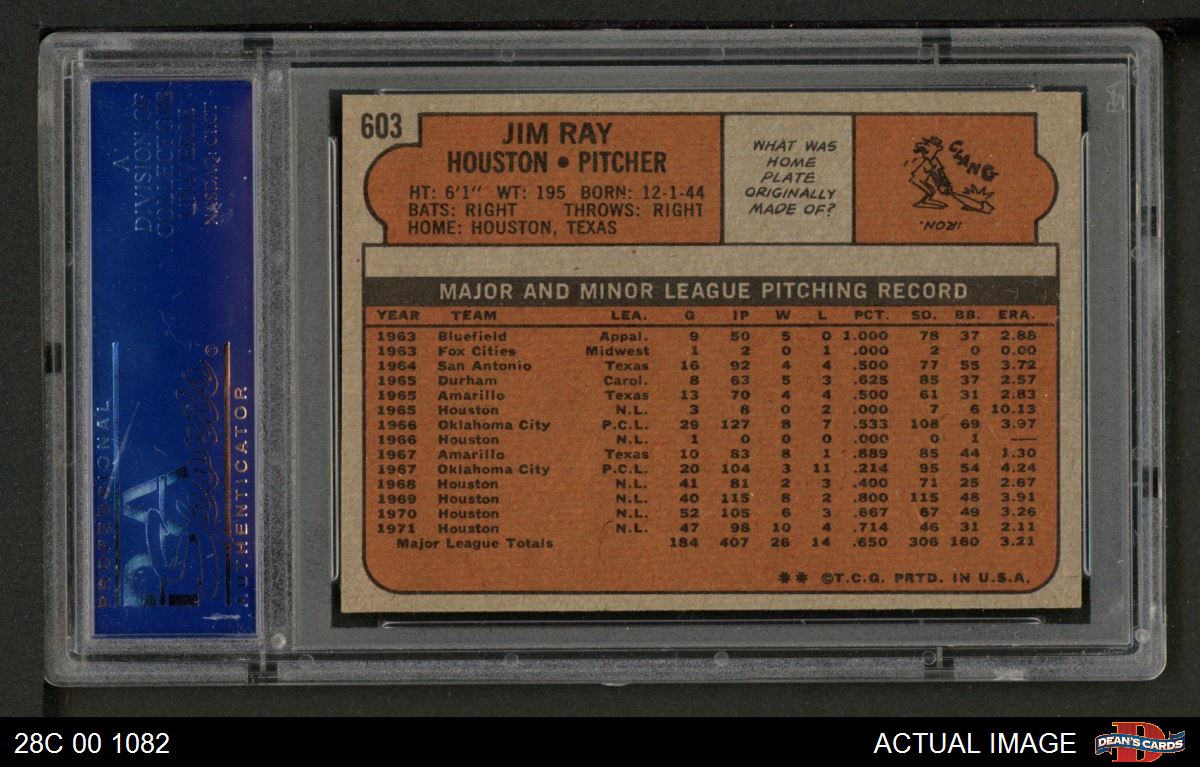 A
DIVISION OF
COLLECTORS
UNIVERSE
NASDAQ: CLCT
PROFESSIONAL
PSA
Sports
AUTHENTICATOR
603
JIM RAY
HOUSTON • PITCHER
HT: 6'1" WT: 195 BORN: 12-1-44
BATS: RIGHT THROWS: RIGHT
HOME: HOUSTON, TEXAS
WHAT WAS
HOME
PLATE
ORIGINALLY
MADE OF?
CLANG
IRON.
MAJOR AND MINOR LEAGUE PITCHING RECORD
YEAR TEAM LEA. G IP W L PCT. SO. BB. ERA.
1963 Bluefield Appal. 9 50 5 0 1.000 78 37 2.88
1963 Fox Cities Midwest 1 2 0 1 .000 2 0 0.00
1964 San Antonio Texas 16 92 4 4 .500 77 55 3.72
1965 Durham Carol. 8 63 5 3 .625 85 37 2.57
1965 Amarillo Texas 13 70 4 4 .500 61 31 2.83
1965 Houston N.L. 3 8 0 2 .000 7 6 10.13
1966 Oklahoma City P.C.L. 29 127 8 7 .533 108 69 3.97
1966 Houston N.L. 1 0 0 0 .000 0 1 —
1967 Amarillo Texas 10 83 8 1 .889 85 44 1.30
1967 Oklahoma City P.C.L. 20 104 3 11 .214 95 54 4.24
1968 Houston N.L. 41 81 2 3 .400 71 25 2.67
1969 Houston N.L. 40 115 8 2 .800 115 48 3.91
1970 Houston N.L. 52 105 6 3 .667 67 49 3.26
1971 Houston N.L. 47 98 10 4 .714 46 31 2.11
Major League Totals 184 407 26 14 .650 306 160 3.21
** ©T.C.G. PRTD. IN U.S.A.
28C 00 1082
ACTUAL IMAGE
D
DEAN'S CARDS